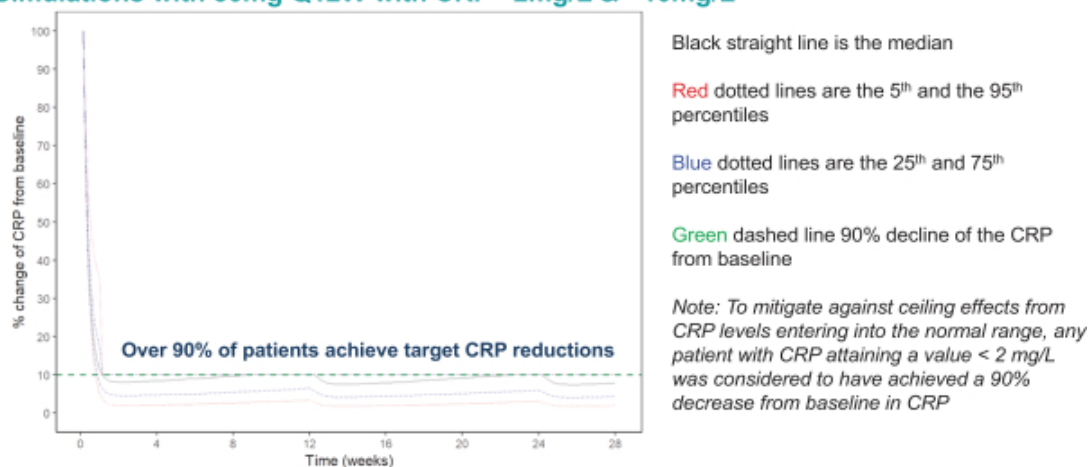 % change of CRP from baseline
100
90
80
70
60
50
40
30
20
10
0
Over 90% of patients achieve target CRP reductions
0 4 8 12 16 20 24 28
Time (weeks)
Black straight line is the median
Red dotted lines are the 5th and the 95th
percentiles
Blue dotted lines are the 25th and 75th
percentiles
Green dashed line 90% decline of the CRP
from baseline
Note: To mitigate against ceiling effects from
CRP levels entering into the normal range, any
patient with CRP attaining a value < 2 mg/L
was considered to have achieved a 90%
decrease from baseline in CRP